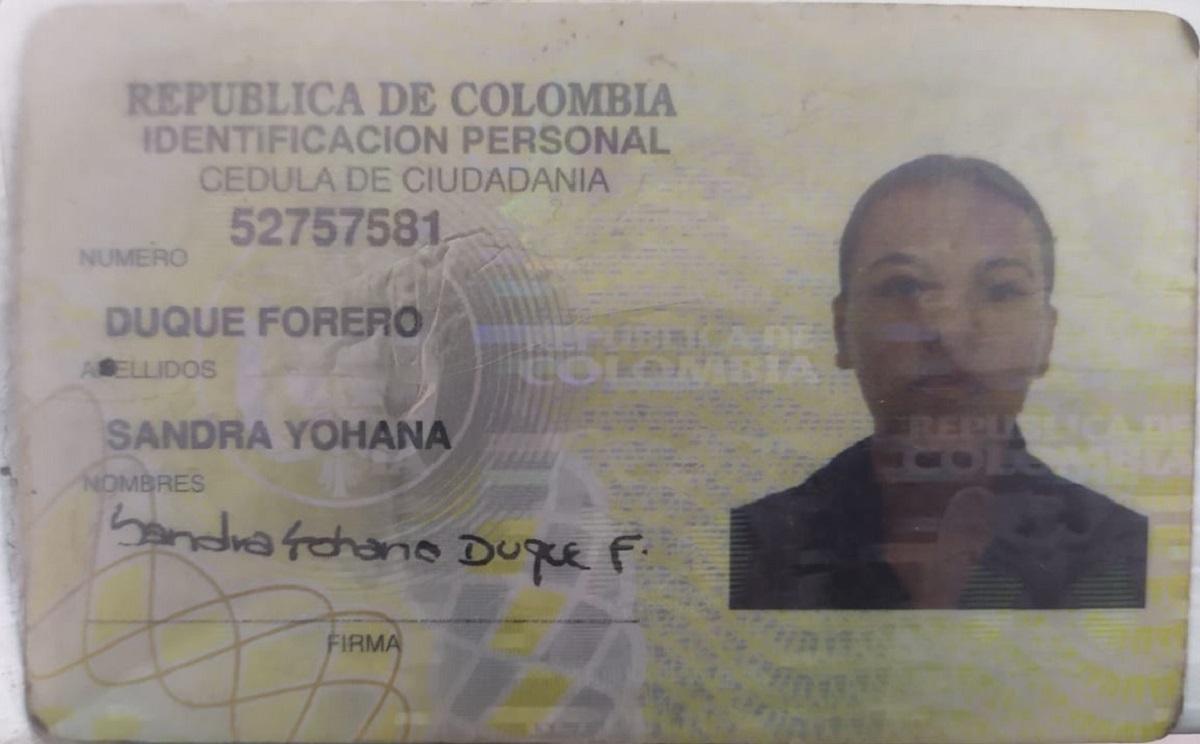 REPUBLICA DE COLOMBIA
IDENTIFICACION PERSONAL
CEDULA DE CIUDADANIA
52757581
NUMERO
DUQUE FORERO
APELLIDOS
SANDRA YOHANA
NOMBRES
Sandra Yohana Duque F.
FIRMA
REPUBLICA DE
COLOMBIA
REPUBLICA DE
COLOMBIA